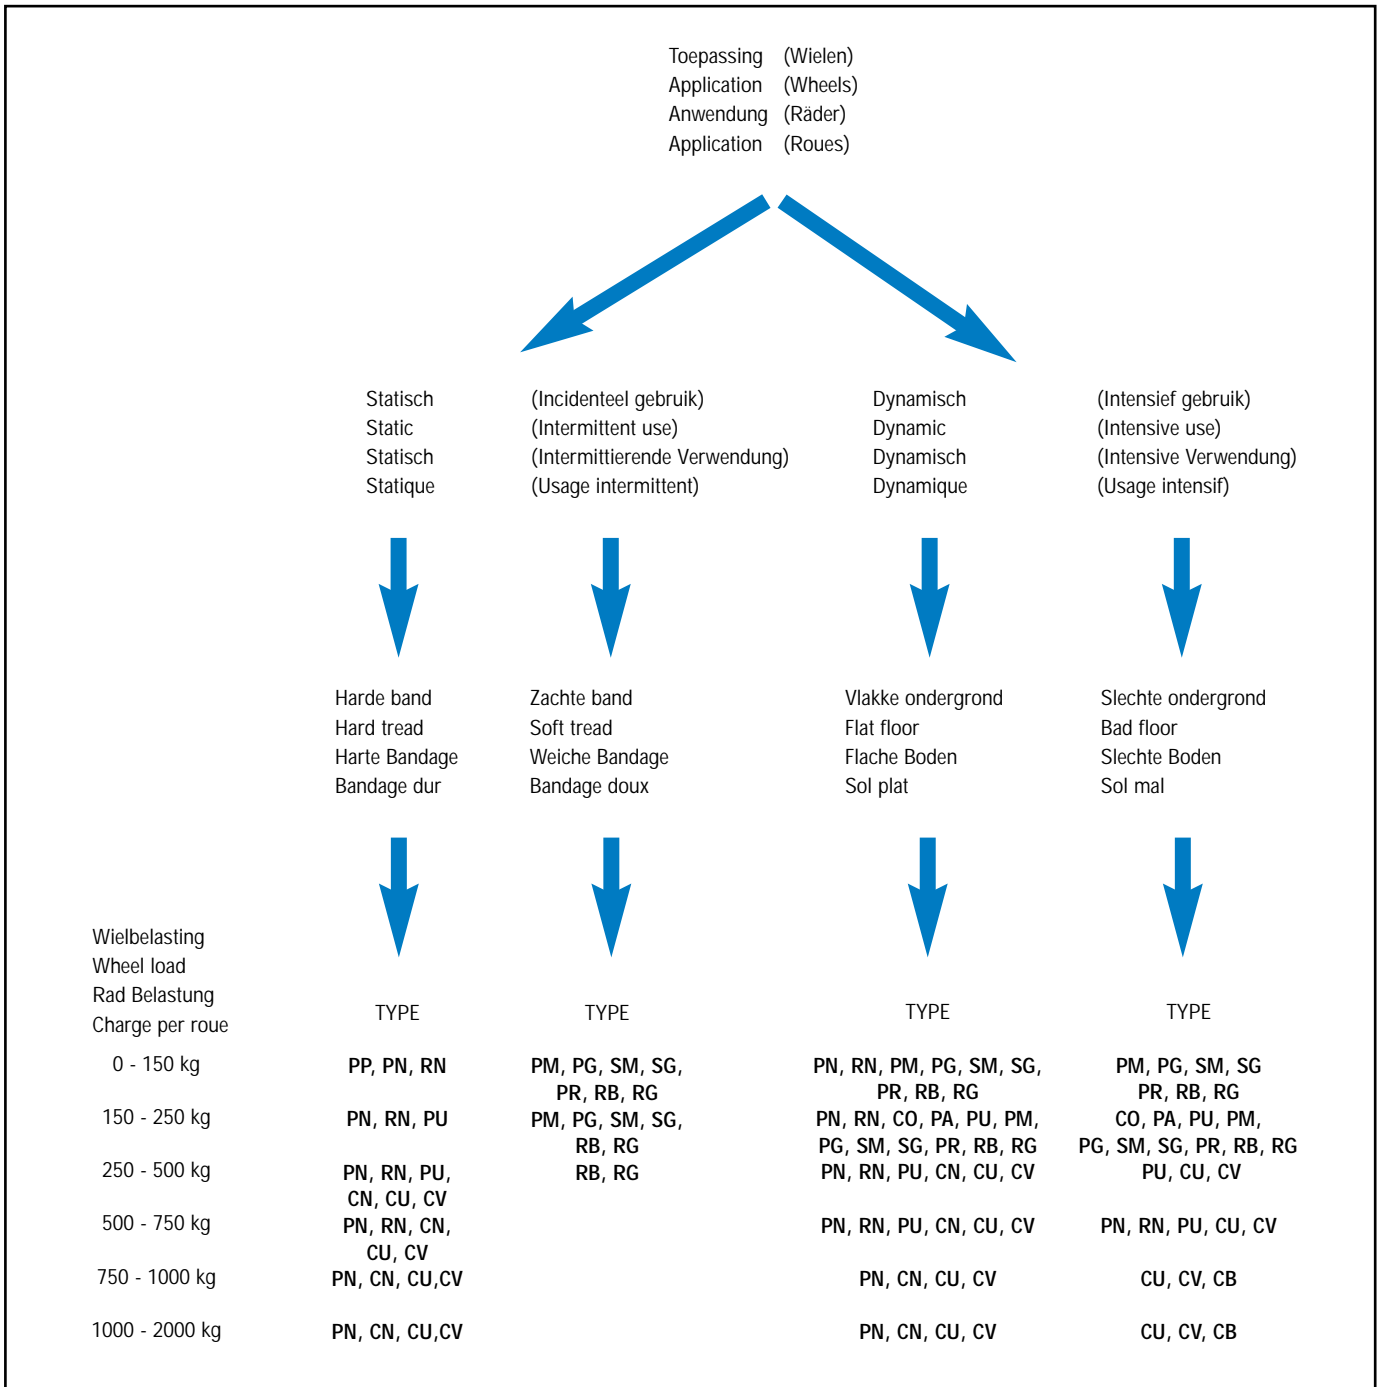 Toepassing (Wielen)
Application (Wheels)
Anwendung (Räder)
Application (Roues)
Statisch (Incidenteel gebruik) Dynamisch (Intensief gebruik)
Static (Intermittent use) Dynamic (Intensive use)
Statisch (Intermittierende Verwendung) Dynamisch (Intensive Verwendung)
Statique (Usage intermittent) Dynamique (Usage intensif)
Harde band Zachte band Vlakke ondergrond Slechte ondergrond
Hard tread Soft tread Flat floor Bad floor
Harte Bandage Weiche Bandage Flache Boden Slechte Boden
Bandage dur Bandage doux Sol plat Sol mal
Wielbelasting
Wheel load
Rad Belastung
Charge per roue
TYPE TYPE TYPE TYPE
0 - 150 kg PP, PN, RN PM, PG, SM, SG, PN, RN, PM, PG, SM, SG, PM, PG, SM, SG
PR, RB, RG PR, RB, RG PR, RB, RG
150 - 250 kg PN, RN, PU PM, PG, SM, SG, PN, RN, CO, PA, PU, PM, CO, PA, PU, PM,
RB, RG PG, SM, SG, PR, RB, RG PG, SM, SG, PR, RB, RG
250 - 500 kg PN, RN, PU, RB, RG PN, RN, PU, CN, CU, CV PU, CU, CV
CN, CU, CV
500 - 750 kg PN, RN, CN, PN, RN, PU, CN, CU, CV PN, RN, PU, CU, CV
CU, CV
750 - 1000 kg PN, CN, CU,CV PN, CN, CU, CV CU, CV, CB
1000 - 2000 kg PN, CN, CU,CV PN, CN, CU, CV CU, CV, CB